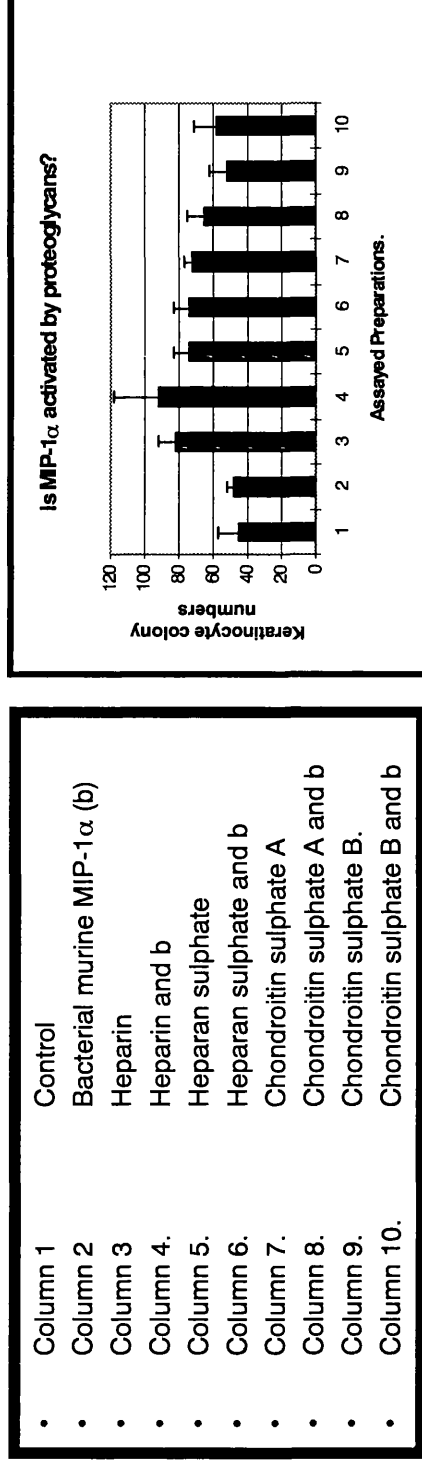 • Column 1 Control
• Column 2 Bacterial murine MIP-1α (b)
• Column 3 Heparin
• Column 4. Heparin and b
• Column 5. Heparan sulphate
• Column 6. Heparan sulphate and b
• Column 7. Chondroitin sulphate A
• Column 8. Chondroitin sulphate A and b
• Column 9. Chondroitin sulphate B.
• Column 10. Chondroitin sulphate B and b
Is MIP-1α activated by proteoglycans?
Keratinocyte colony
numbers
120
100
80
60
40
20
0
1 2 3 4 5 6 7 8 9 10
Assayed Preparations.